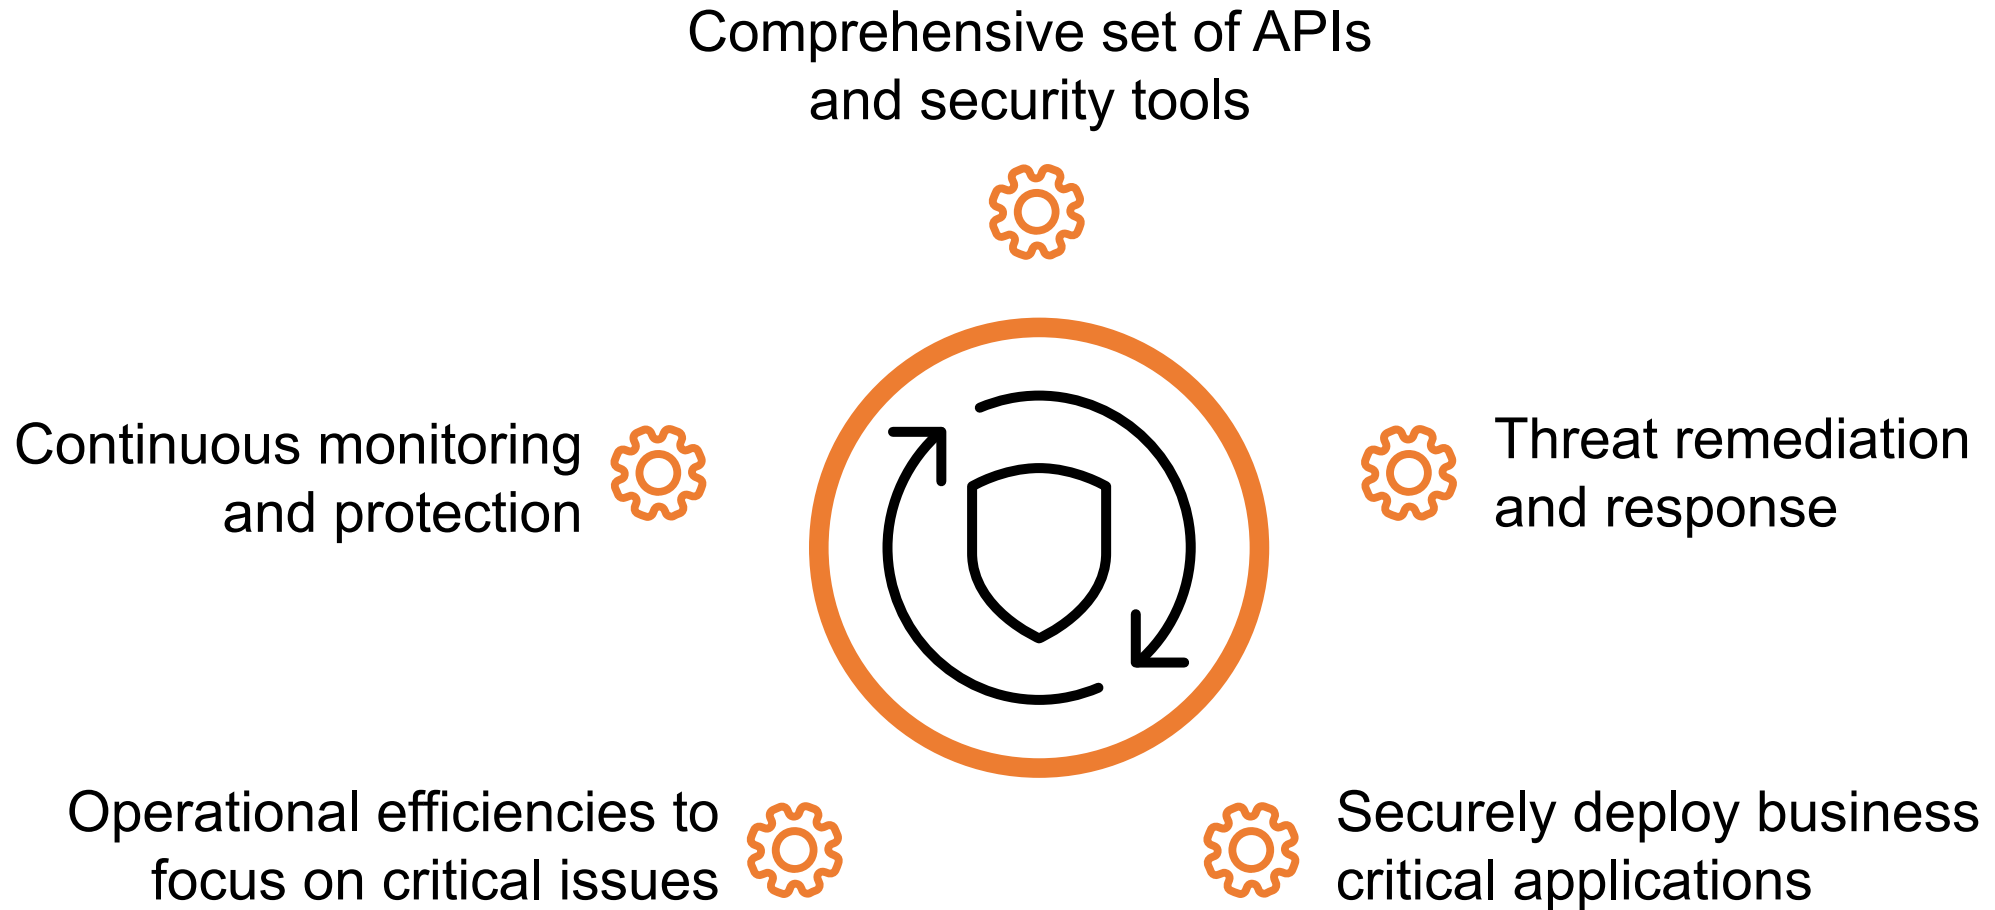 Comprehensive set of APIs
and security tools
Continuous monitoring
and protection
Threat remediation
and response
Operational efficiencies to
focus on critical issues
Securely deploy business
critical applications